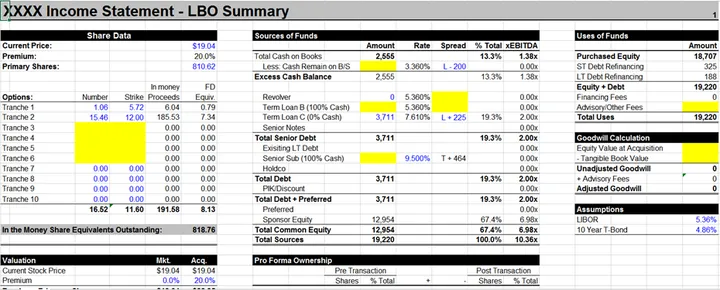 XXXX Income Statement - LBO Summary 1
Share Data
Current Price: $19.04
Premium: 20.0%
Primary Shares: 810.62
In money FD
Options: Number Strike Proceeds Equiv.
Tranche 1 1.06 5.72 6.04 0.79
Tranche 2 15.46 12.00 185.53 7.34
Tranche 3 0.00 0.00
Tranche 4 0.00 0.00
Tranche 5 0.00 0.00
Tranche 6 0.00 0.00
Tranche 7 0.00 0.00 0.00 0.00
Tranche 8 0.00 0.00 0.00 0.00
Tranche 9 0.00 0.00 0.00 0.00
Tranche 10 0.00 0.00 0.00 0.00
16.52 11.60 191.58 8.13
In the Money Share Equivalents Outstanding: 818.76
Valuation Mkt. Acq.
Current Stock Price $19.04 $19.04
Premium 0.0% 20.0%
Sources of Funds
Amount Rate Spread % Total xEBITDA
Total Cash on Books 2,555 13.3% 1.38x
Less: Cash Remain on B/S 3.360% L - 200 0.00x
Excess Cash Balance 2,555 13.3% 1.38x
Revolver 0 5.360% 0.00x
Term Loan B (100% Cash) 5.360% 0.00x
Term Loan C (0% Cash) 3,711 7.610% L + 225 19.3% 2.00x
Senior Notes 0.00x
Total Senior Debt 3,711 19.3% 2.00x
Exisiting LT Debt 0.00x
Senior Sub (100% Cash) 9.500% T + 464 0.00x
Holdco 0.00x
Total Debt 3,711 19.3% 2.00x
PIK/Discount 0.00x
Total Debt + Preferred 3,711 19.3% 2.00x
Preferred 0.00x
Sponsor Equity 12,954 67.4% 6.98x
Total Common Equity 12,954 67.4% 6.98x
Total Sources 19,220 100.0% 10.36x
Pro Forma Ownership
Pre Transaction Post Transaction
Shares % Total + - Shares % Total
Uses of Funds
Amount
Purchased Equity 18,707
ST Debt Refinancing 325
LT Debt Refinancing 188
Equity + Debt 19,220
Financing Fees 0
Advisory/Other Fees
Total Uses 19,220
Goodwill Calculation
Equity Value at Acquisition
- Tangible Book Value
Unadjusted Goodwill 0
+ Advisory Fees 0
Adjusted Goodwill 0
Assumptions
LIBOR 5.36%
10 Year T-Bond 4.86%